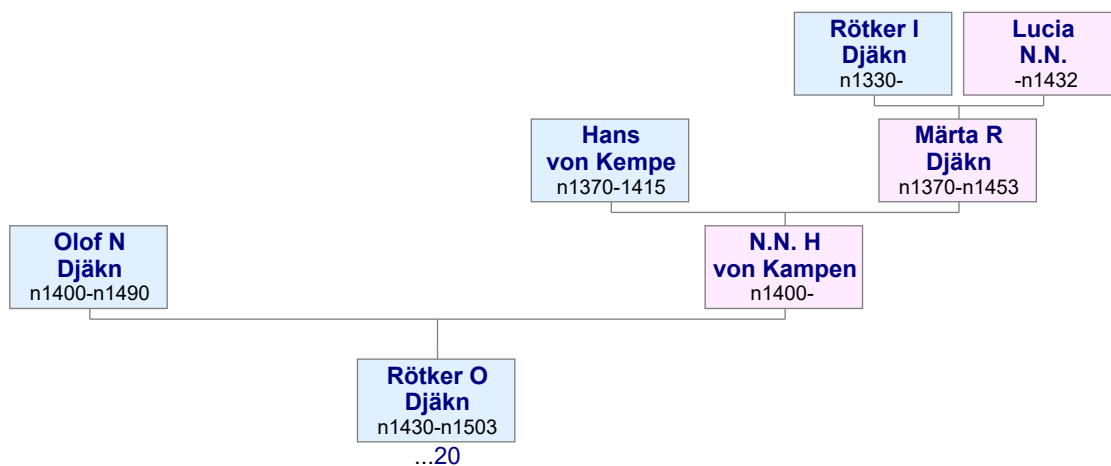 Rötker I
Djäkn
n1330-
Lucia
N.N.
-n1432
Hans
von Kempe
n1370-1415
Märta R
Djäkn
n1370-n1453
Olof N
Djäkn
n1400-n1490
N.N. H
von Kampen
n1400-
Rötker O
Djäkn
n1430-n1503
...20